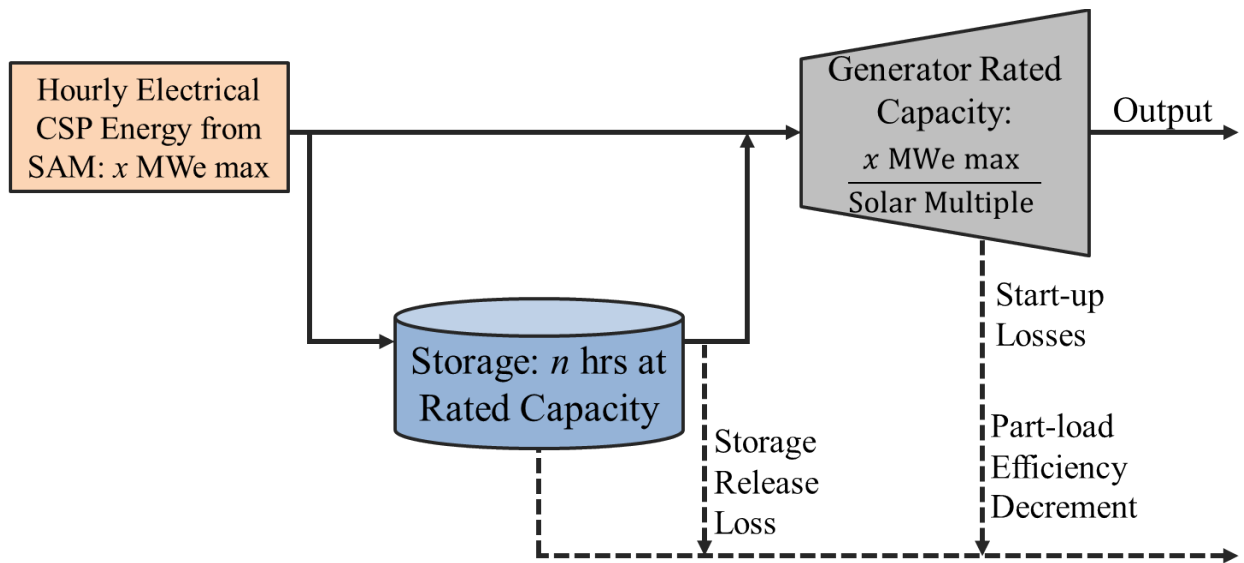 Hourly Electrical
CSP Energy from
SAM: x MWe max
Generator Rated
Capacity:
x MWe max
Solar Multiple
Output
Storage: n hrs at
Rated Capacity
Storage
Release
Loss
Start-up
Losses
Part-load
Efficiency
Decrement